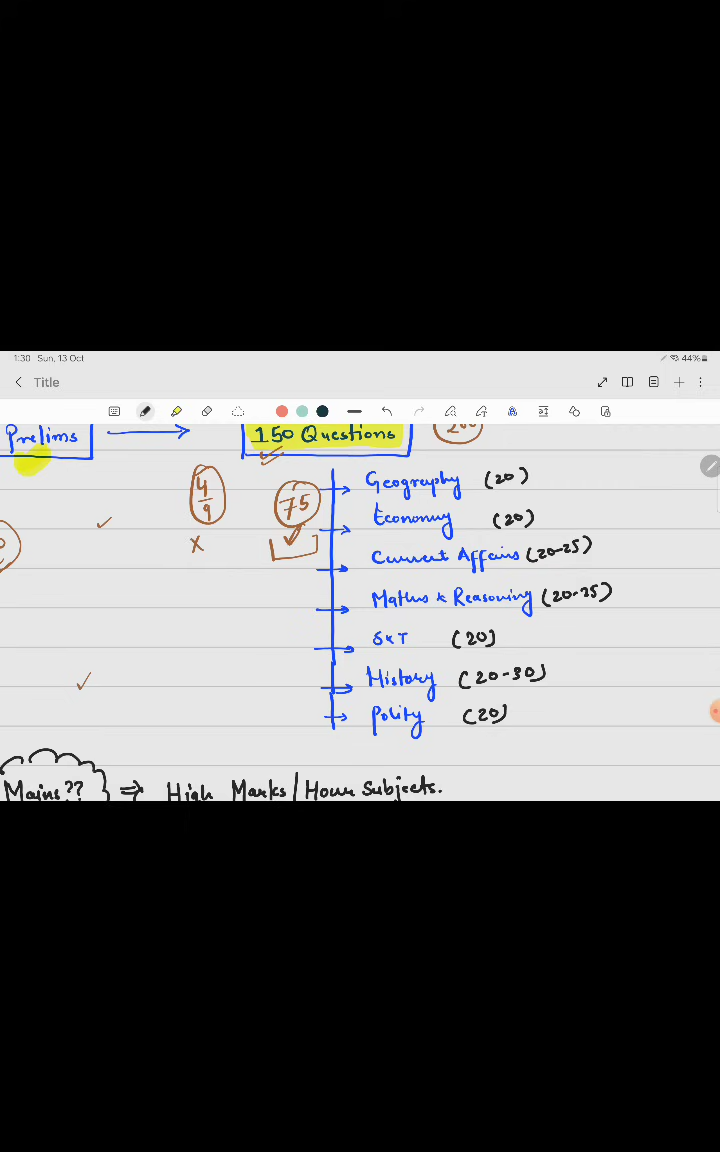 1:30 Sun, 13 Oct 44%
Title
Prelims 150 Questions 200
4/9 75
x
Geography (20)
Economy (20)
Current Affairs (20-25)
Maths & Reasoning (20-25)
S&T (20)
History (20-30)
Polity (20)
Mains?? ⇒ High Marks/Hour Subjects.